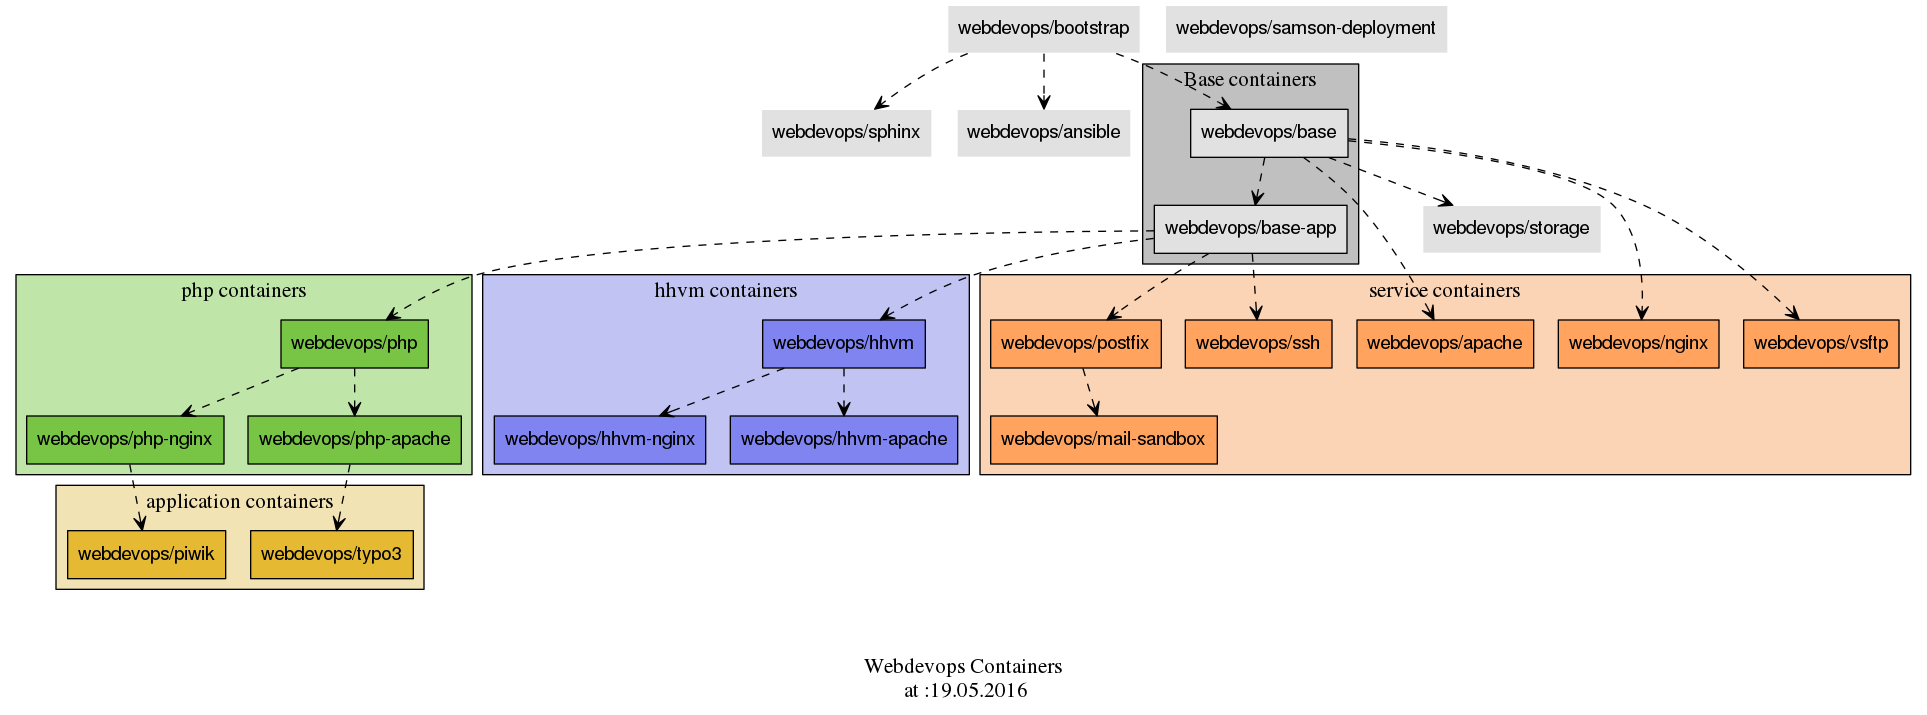 webdevops/bootstrap
webdevops/samson-deployment
Base containers
webdevops/sphinx
webdevops/ansible
webdevops/base
webdevops/base-app
webdevops/storage
php containers
hhvm containers
service containers
webdevops/php
webdevops/hhvm
webdevops/postfix
webdevops/ssh
webdevops/apache
webdevops/nginx
webdevops/vsftp
webdevops/php-nginx
webdevops/php-apache
webdevops/hhvm-nginx
webdevops/hhvm-apache
webdevops/mail-sandbox
application containers
webdevops/piwik
webdevops/typo3
Webdevops Containers
at :19.05.2016